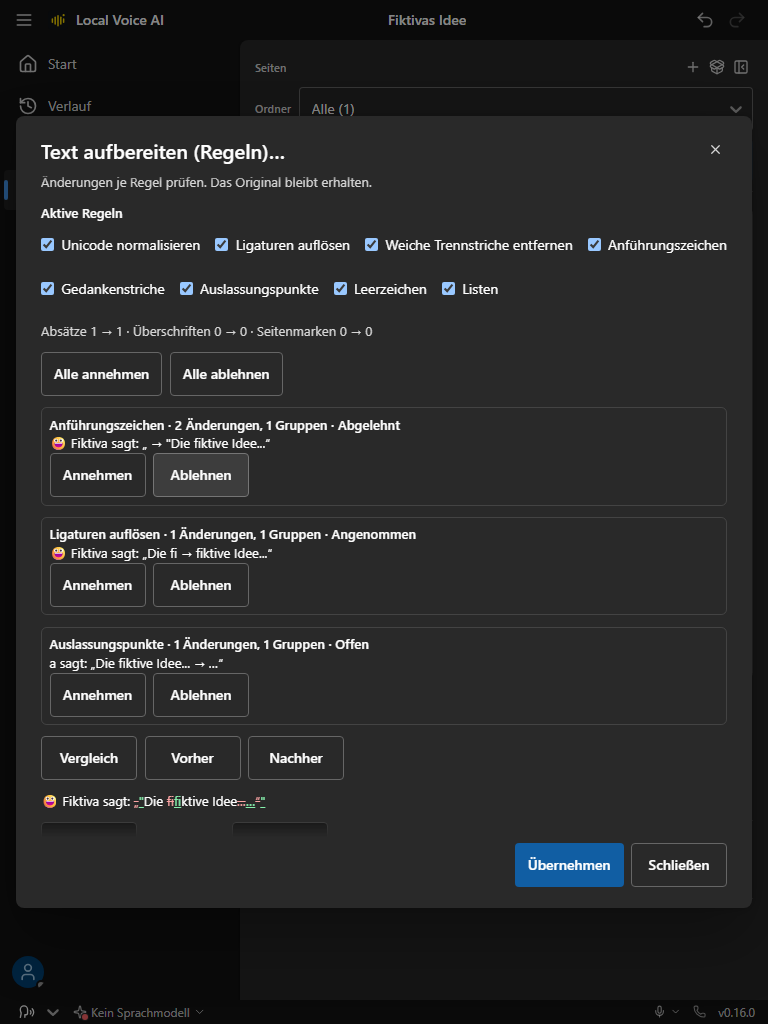 Local Voice AI
Fiktivas Idee
Start
Verlauf
Seiten
Ordner
Alle (1)
Text aufbereiten (Regeln)...
Änderungen je Regel prüfen. Das Original bleibt erhalten.
Aktive Regeln
Unicode normalisieren
Ligaturen auflösen
Weiche Trennstriche entfernen
Anführungszeichen
Gedankenstriche
Auslassungspunkte
Leerzeichen
Listen
Absätze 1 → 1 · Überschriften 0 → 0 · Seitenmarken 0 → 0
Alle annehmen
Alle ablehnen
Anführungszeichen · 2 Änderungen, 1 Gruppen · Abgelehnt
😀 Fiktiva sagt: „ → "Die fiktive Idee…“
Annehmen
Ablehnen
Ligaturen auflösen · 1 Änderungen, 1 Gruppen · Angenommen
😀 Fiktiva sagt: „Die ﬁ → fiktive Idee…“
Annehmen
Ablehnen
Auslassungspunkte · 1 Änderungen, 1 Gruppen · Offen
a sagt: „Die fiktive Idee… → ...“
Annehmen
Ablehnen
Vergleich
Vorher
Nachher
😀 Fiktiva sagt: „"Die ﬁfiktive Idee…...“"
Übernehmen
Schließen
Kein Sprachmodell
v0.16.0